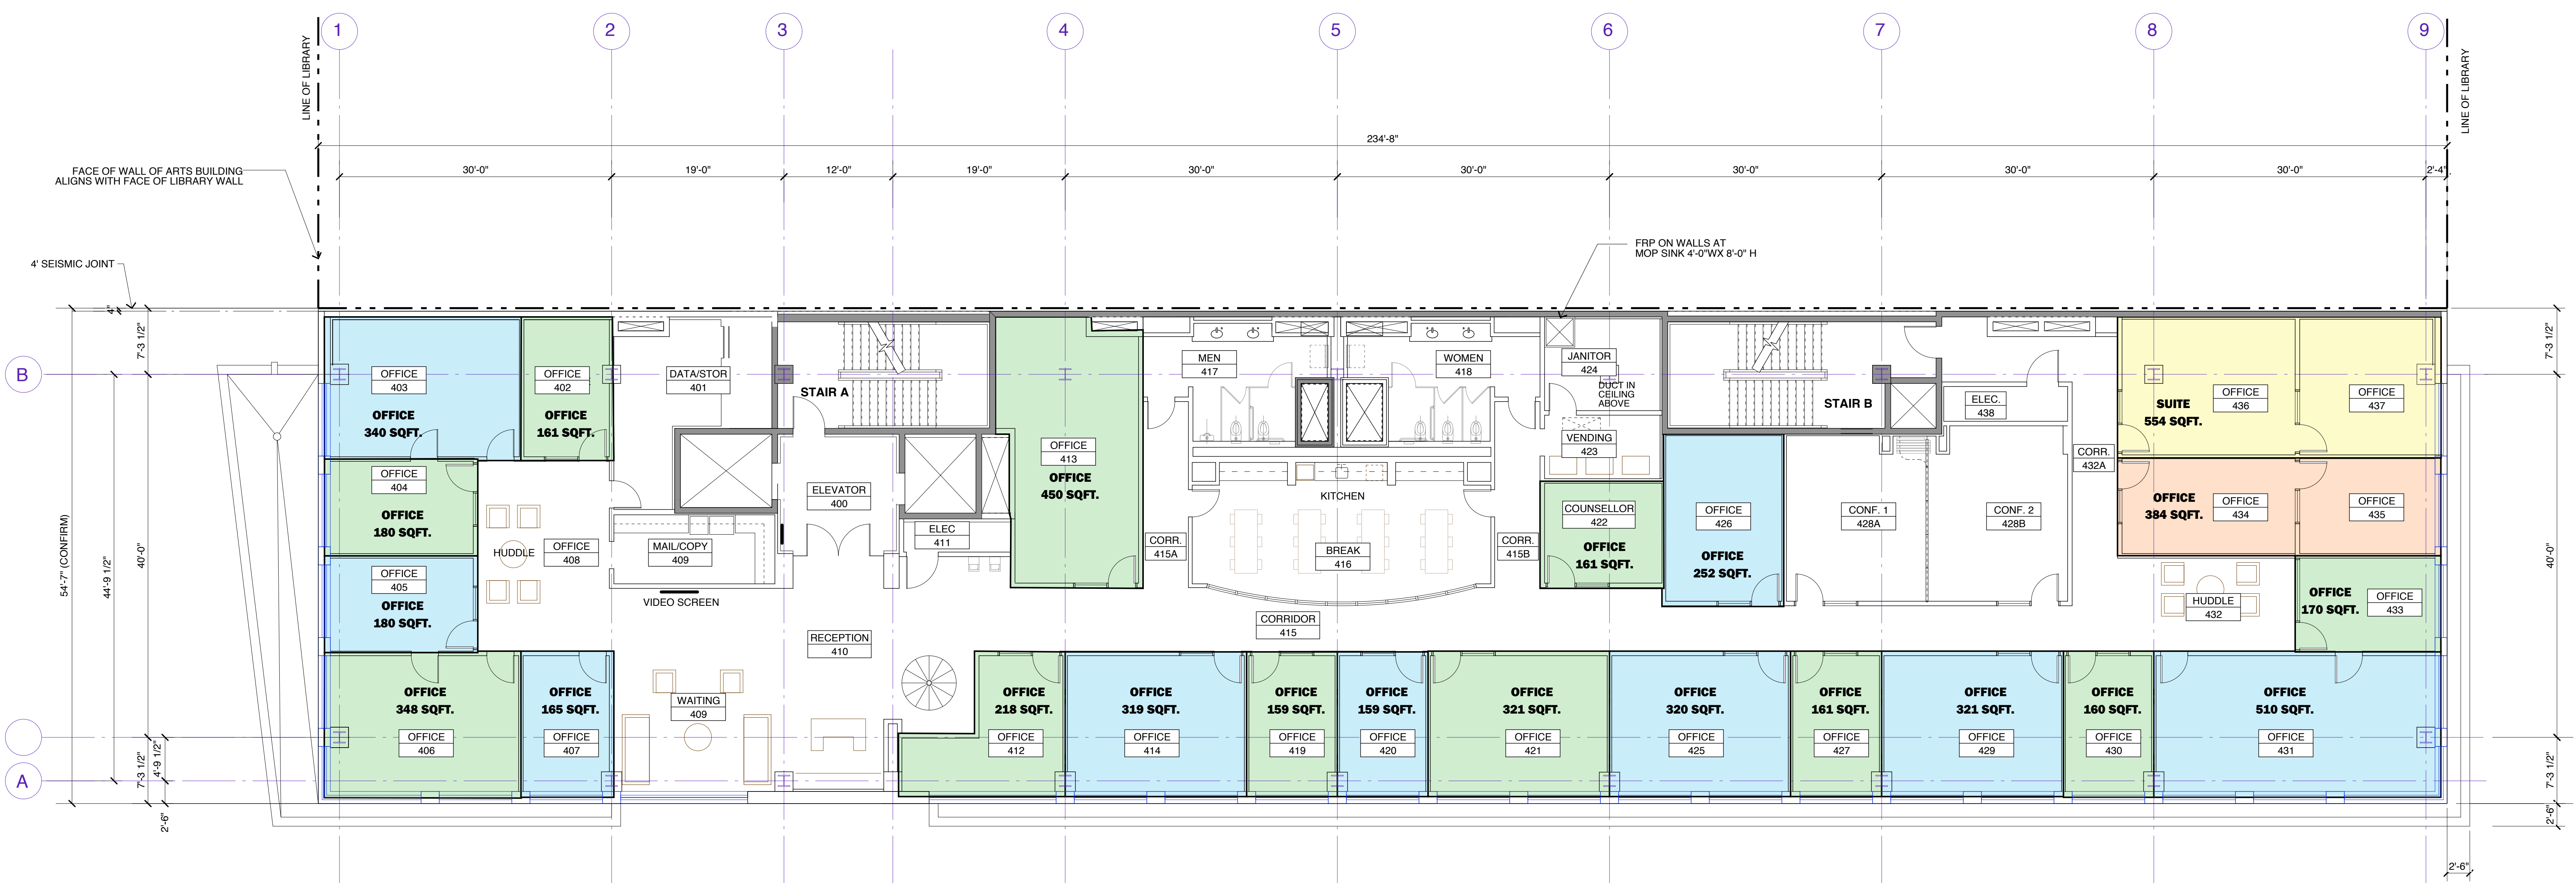 1
2
3
4
5
6
7
8
9
LINE OF LIBRARY
LINE OF LIBRARY
234'-8"
FACE OF WALL OF ARTS BUILDING
ALIGNS WITH FACE OF LIBRARY WALL
30'-0"
19'-0"
12'-0"
19'-0"
30'-0"
30'-0"
30'-0"
30'-0"
30'-0"
2'-4"
4' SEISMIC JOINT
FRP ON WALLS AT
MOP SINK 4'-0"WX 8'-0" H
4"
7'-3 1/2"
7'-3 1/2"
B
OFFICE
403
OFFICE
340 SQFT.
OFFICE
402
OFFICE
161 SQFT.
DATA/STOR
401
STAIR A
MEN
417
WOMEN
418
JANITOR
424
DUCT IN
CEILING
ABOVE
STAIR B
ELEC.
438
SUITE
554 SQFT.
OFFICE
436
OFFICE
437
OFFICE
404
OFFICE
180 SQFT.
ELEVATOR
400
OFFICE
413
OFFICE
450 SQFT.
KITCHEN
VENDING
423
CORR.
432A
OFFICE
384 SQFT.
OFFICE
434
OFFICE
435
54'-7" (CONFIRM)
44'-9 1/2"
40'-0"
40'-0"
HUDDLE
OFFICE
408
MAIL/COPY
409
ELEC
411
CORR.
415A
BREAK
416
CORR.
415B
COUNSELLOR
422
OFFICE
161 SQFT.
OFFICE
426
OFFICE
252 SQFT.
CONF. 1
428A
CONF. 2
428B
OFFICE
405
OFFICE
180 SQFT.
VIDEO SCREEN
RECEPTION
410
CORRIDOR
415
HUDDLE
432
OFFICE
170 SQFT.
OFFICE
433
OFFICE
348 SQFT.
OFFICE
406
OFFICE
165 SQFT.
OFFICE
407
WAITING
409
OFFICE
218 SQFT.
OFFICE
412
OFFICE
319 SQFT.
OFFICE
414
OFFICE
159 SQFT.
OFFICE
419
OFFICE
159 SQFT.
OFFICE
420
OFFICE
321 SQFT.
OFFICE
421
OFFICE
320 SQFT.
OFFICE
425
OFFICE
161 SQFT.
OFFICE
427
OFFICE
321 SQFT.
OFFICE
429
OFFICE
160 SQFT.
OFFICE
430
OFFICE
510 SQFT.
OFFICE
431
A
7'-3 1/2"
4'-9 1/2"
2'-6"
7'-3 1/2"
2'-6"
2'-6"